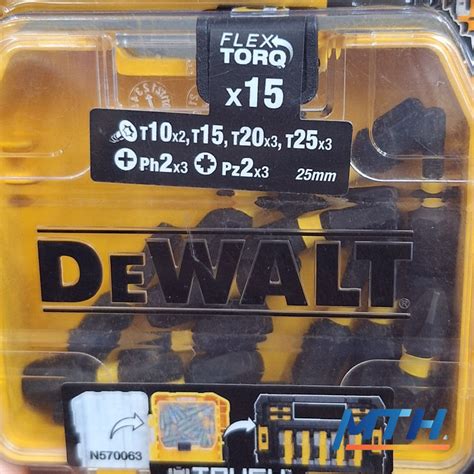 FLEX
TORQ
x15
T10x2, T15, T20x3, T25x3
Ph2x3 Pz2x3 25mm
DEWALT®
MTH
N570063